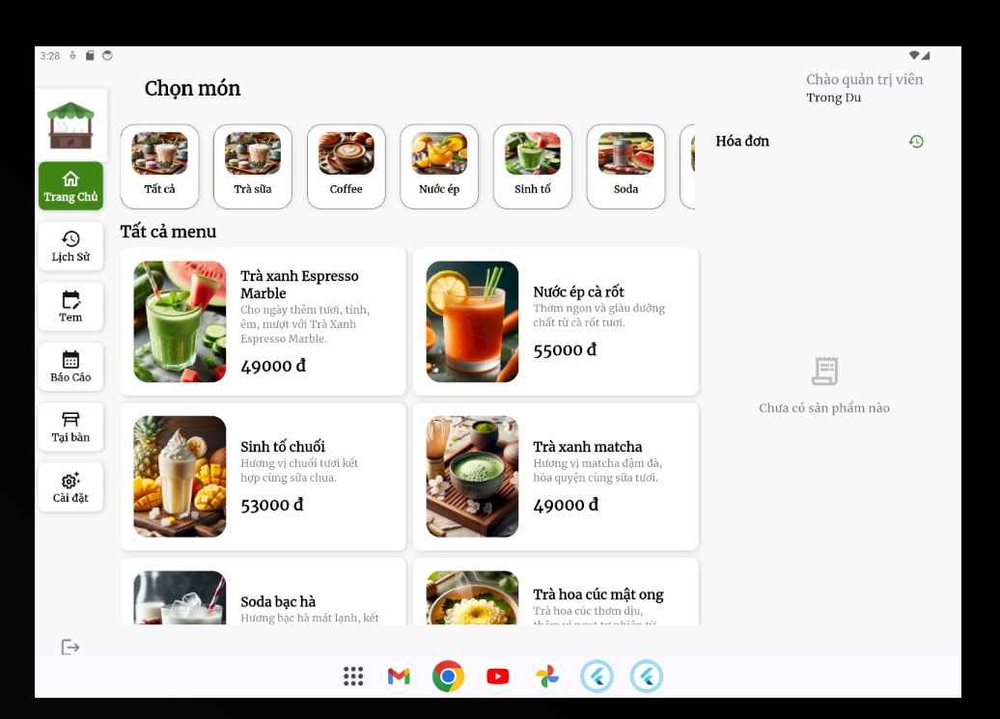 3:28
Chọn món
Chào quản trị viên
Trong Du
Trang Chủ
Lịch Sử
Tem
Báo Cáo
Tại bàn
Cài đặt
Tất cả
Trà sữa
Coffee
Nước ép
Sinh tố
Soda
Hóa đơn
Tất cả menu
Trà xanh Espresso
Marble
Cho ngày thêm tươi, tỉnh,
êm, mượt với Trà Xanh
Espresso Marble.
49000 đ
Nước ép cà rốt
Thơm ngon và giàu dưỡng
chất từ cà rốt tươi.
55000 đ
Sinh tố chuối
Hương vị chuối tươi kết
hợp cùng sữa chua.
53000 đ
Trà xanh matcha
Hương vị matcha đậm đà,
hòa quyện cùng sữa tươi.
49000 đ
Soda bạc hà
Hương bạc hà mát lạnh, kết
Trà hoa cúc mật ong
Trà hoa cúc thơm dịu,
thêm vị ngọt tự nhiên từ
Chưa có sản phẩm nào